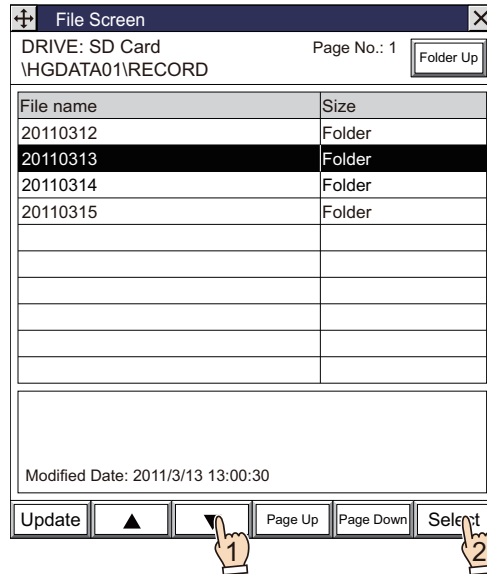 File Screen
DRIVE: SD Card
Page No.: 1
Folder Up
\HGDATA01\RECORD
File name Size
20110312 Folder
20110313 Folder
20110314 Folder
20110315 Folder
Modified Date: 2011/3/13 13:00:30
Update ▲ ▼ Page Up Page Down Select
1 2